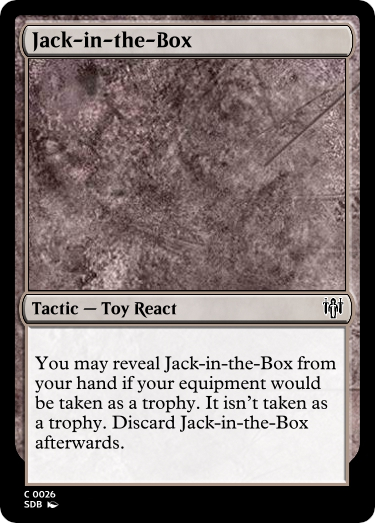 Jack-in-the-Box
Tactic — Toy React
You may reveal Jack-in-the-Box from
your hand if your equipment would
be taken as a trophy. It isn't taken as
a trophy. Discard Jack-in-the-Box
afterwards.
C 0026
SDB